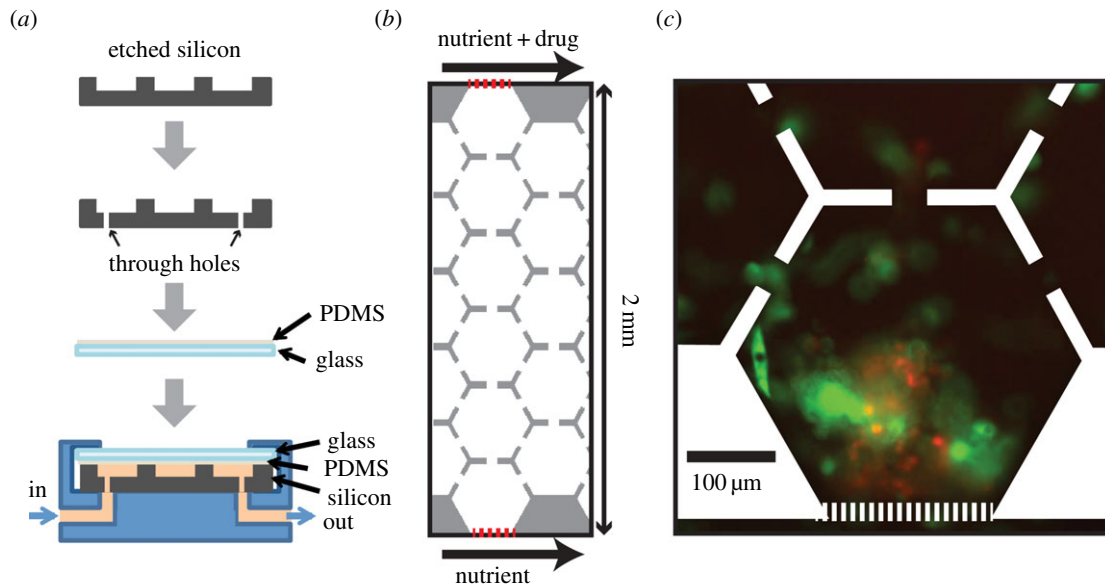 (a)
etched silicon
through holes
PDMS
glass
glass
PDMS
silicon
in
out
(b)
nutrient + drug
2 mm
nutrient
(c)
100 µm